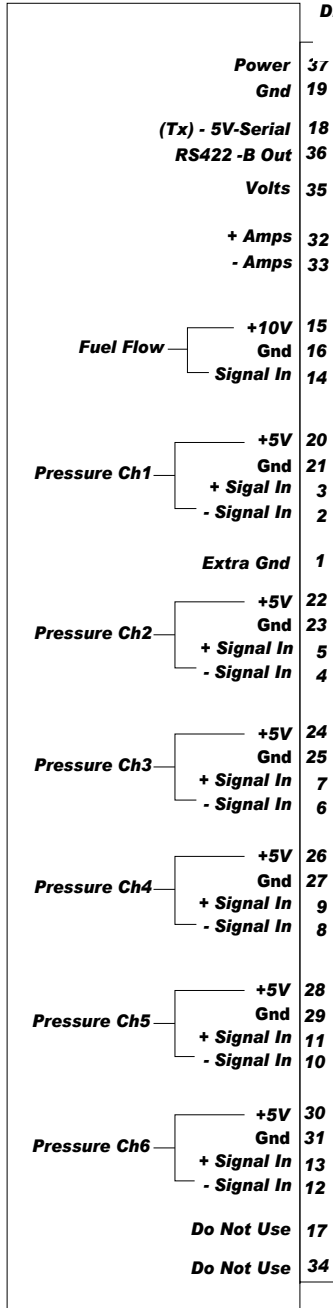 D
Power 37
Gnd 19
(Tx) - 5V-Serial 18
RS422 -B Out 36
Volts 35
+ Amps 32
- Amps 33
Fuel Flow
+10V 15
Gnd 16
Signal In 14
Pressure Ch1
+5V 20
Gnd 21
+ Sigal In 3
- Signal In 2
Extra Gnd 1
Pressure Ch2
+5V 22
Gnd 23
+ Signal In 5
- Signal In 4
Pressure Ch3
+5V 24
Gnd 25
+ Signal In 7
- Signal In 6
Pressure Ch4
+5V 26
Gnd 27
+ Signal In 9
- Signal In 8
Pressure Ch5
+5V 28
Gnd 29
+ Signal In 11
- Signal In 10
Pressure Ch6
+5V 30
Gnd 31
+ Signal In 13
- Signal In 12
Do Not Use 17
Do Not Use 34